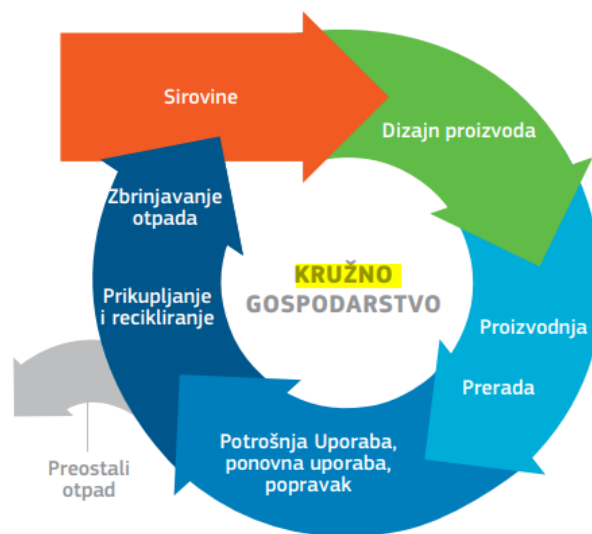 Sirovine
Dizajn proizvoda
Zbrinjavanje
otpada
KRUŽNO
GOSPODARSTVO
Prikupljanje
i recikliranje
Proizvodnja
Prerada
Potrošnja Uporaba,
ponovna uporaba,
popravak
Preostali
otpad